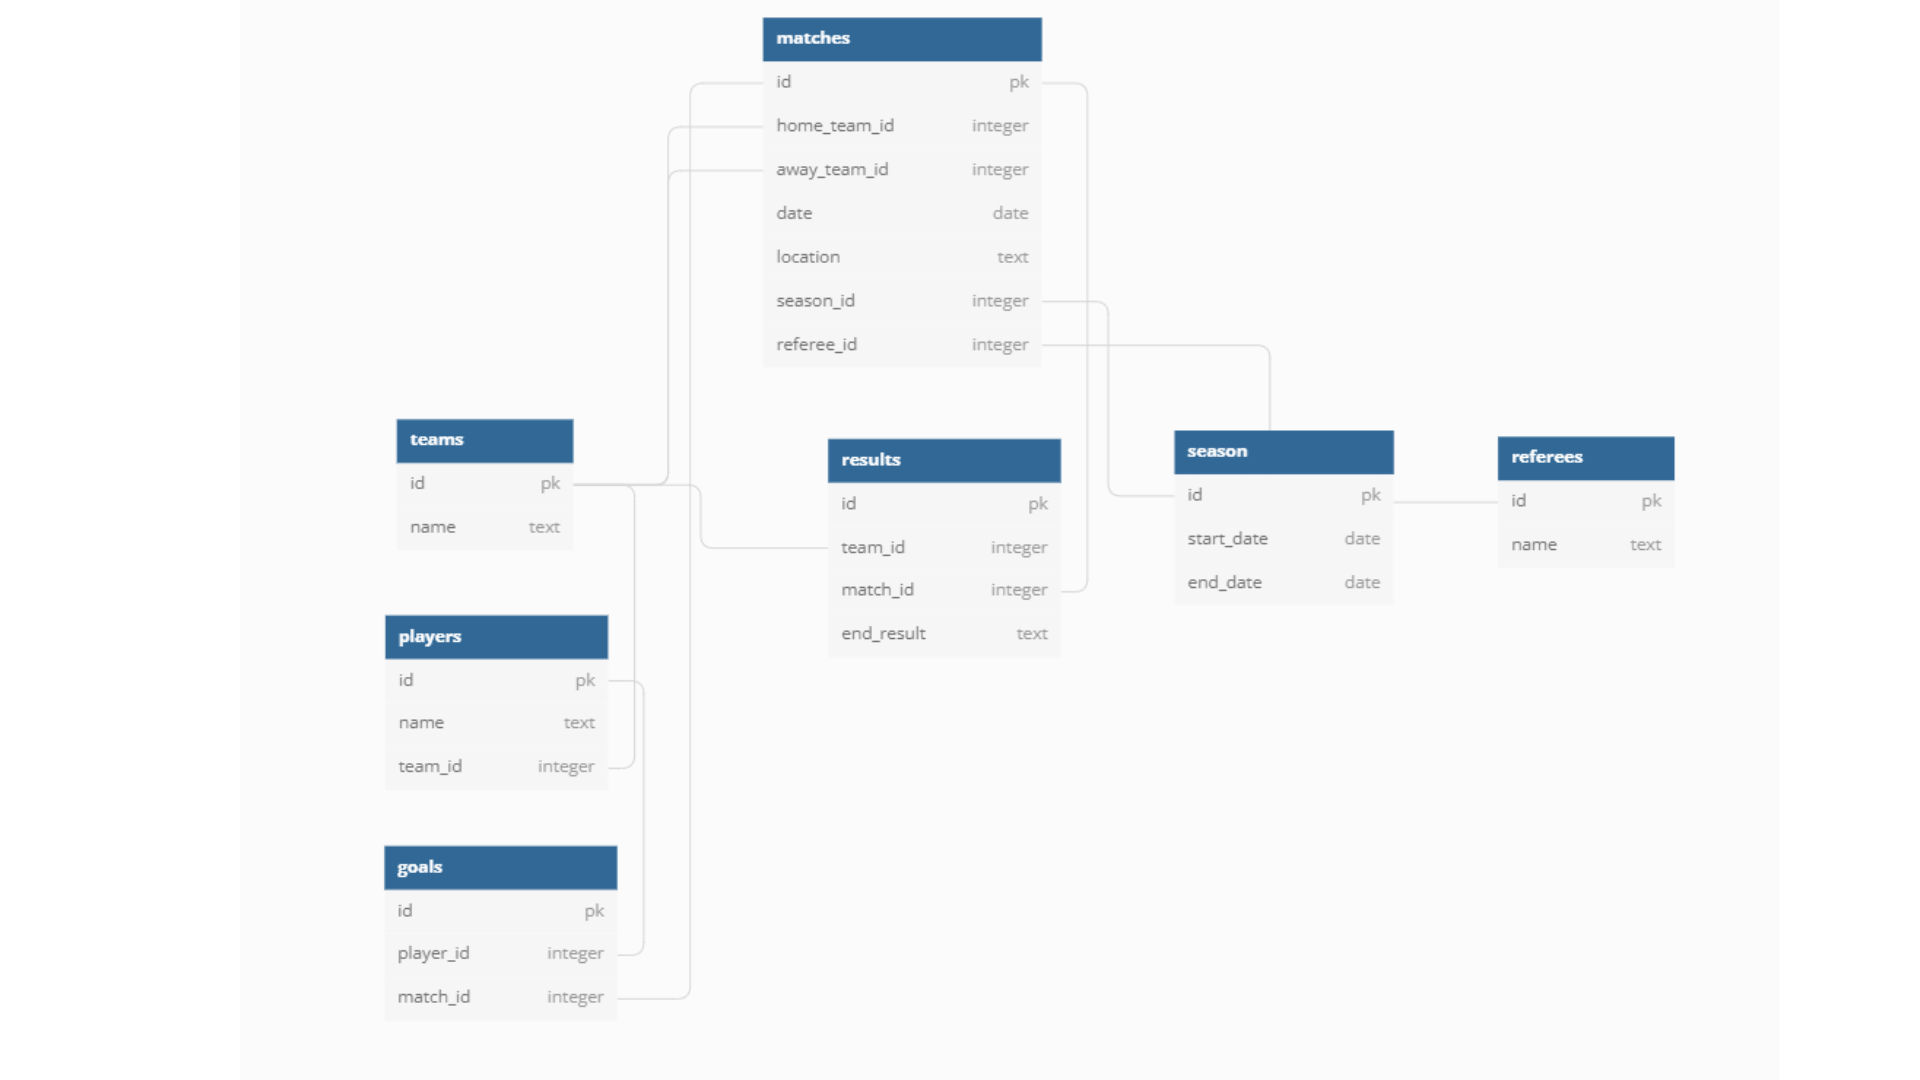 matches
id pk
home_team_id integer
away_team_id integer
date date
location text
season_id integer
referee_id integer
teams
id pk
name text
results
id pk
team_id integer
match_id integer
end_result text
season
id pk
start_date date
end_date date
referees
id pk
name text
players
id pk
name text
team_id integer
goals
id pk
player_id integer
match_id integer